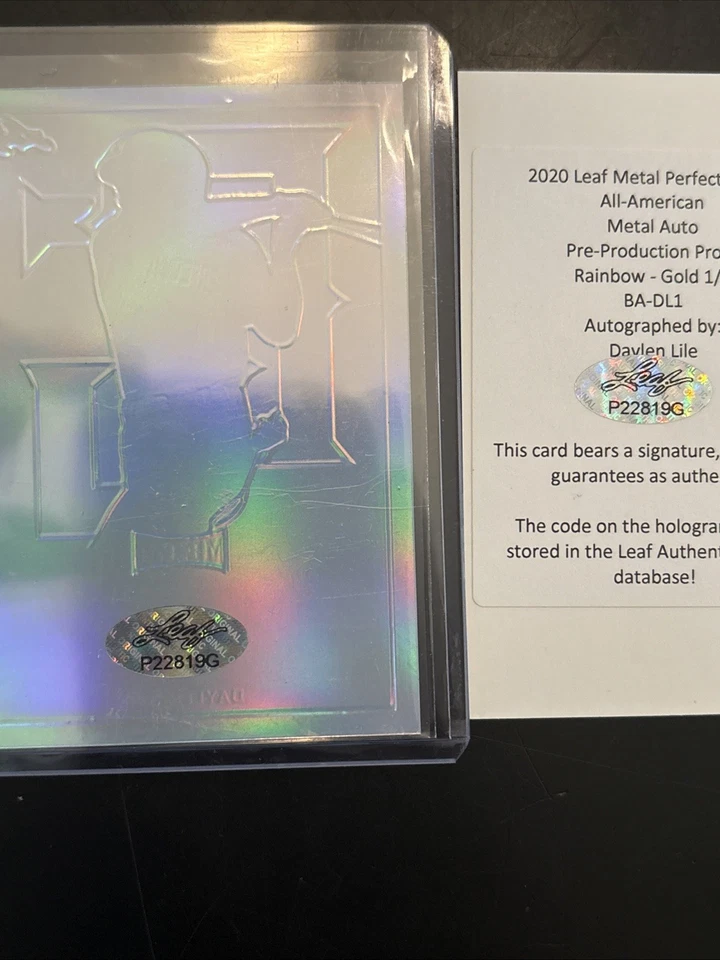 2020 Leaf Metal Perfect
All-American
Metal Auto
Pre-Production Pro
Rainbow - Gold 1/
BA-DL1
Autographed by:
Daylen Lile
Leaf
P22819G
This card bears a signature,
guarantees as authe
The code on the hologra
stored in the Leaf Authent
database!
Leaf
ORIGINAL
P22819G